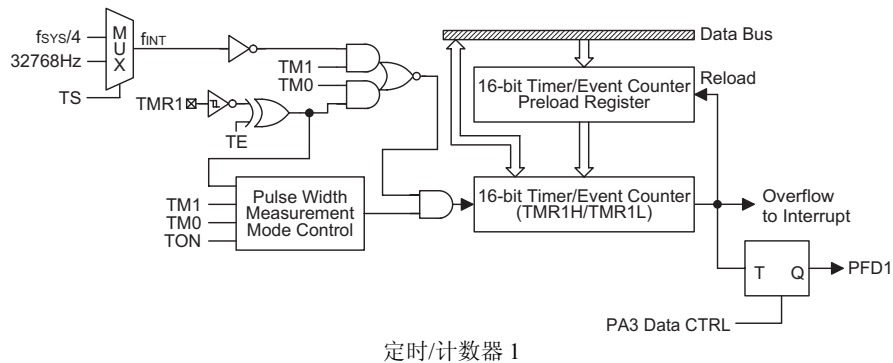 fSYS/4
32768Hz
TS
MUX
fINT
TM1
TM0
TMR1
TE
TM1
TM0
TON
Pulse Width
Measurement
Mode Control
Data Bus
16-bit Timer/Event Counter
Preload Register
Reload
16-bit Timer/Event Counter
(TMR1H/TMR1L)
Overflow
to Interrupt
T Q
PFD1
PA3 Data CTRL
定时/计数器 1